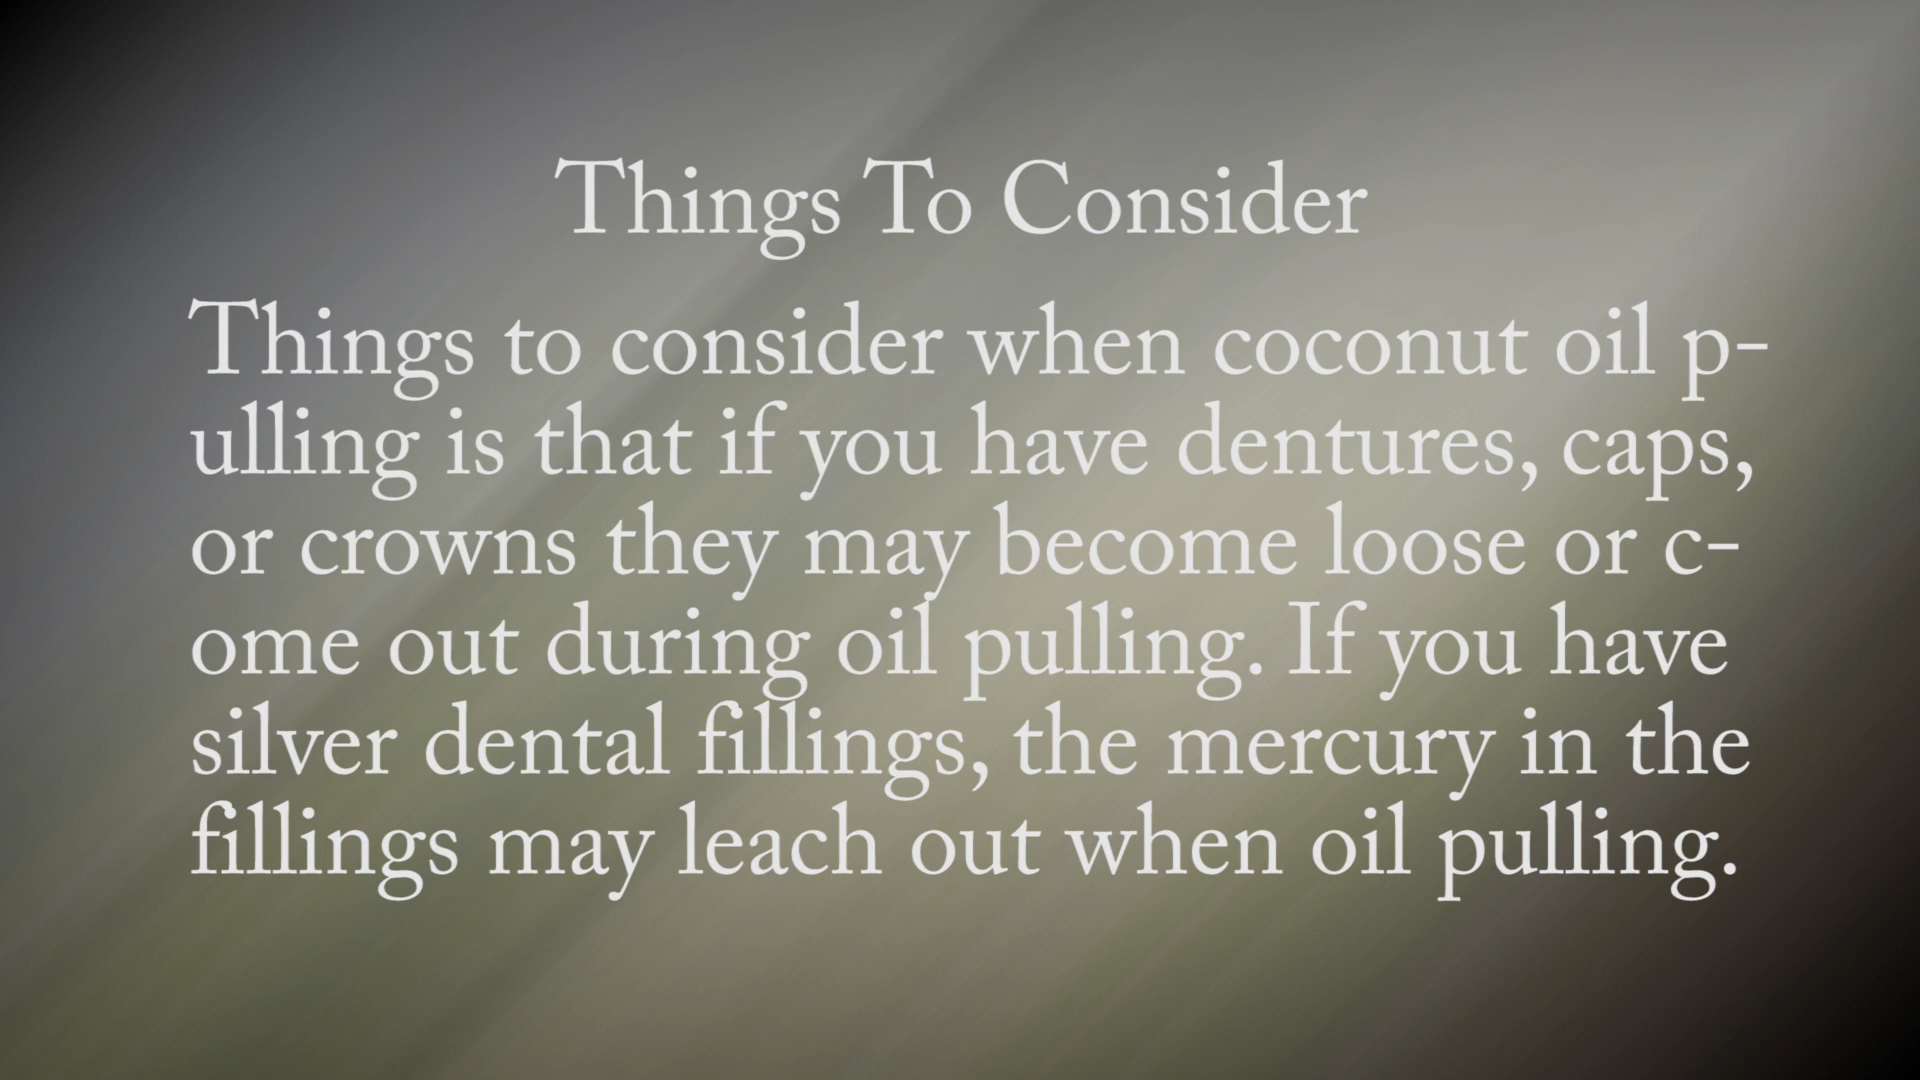 Things To Consider
Things to consider when coconut oil p-
ulling is that if you have dentures, caps,
or crowns they may become loose or c-
ome out during oil pulling. If you have
silver dental fillings, the mercury in the
fillings may leach out when oil pulling.